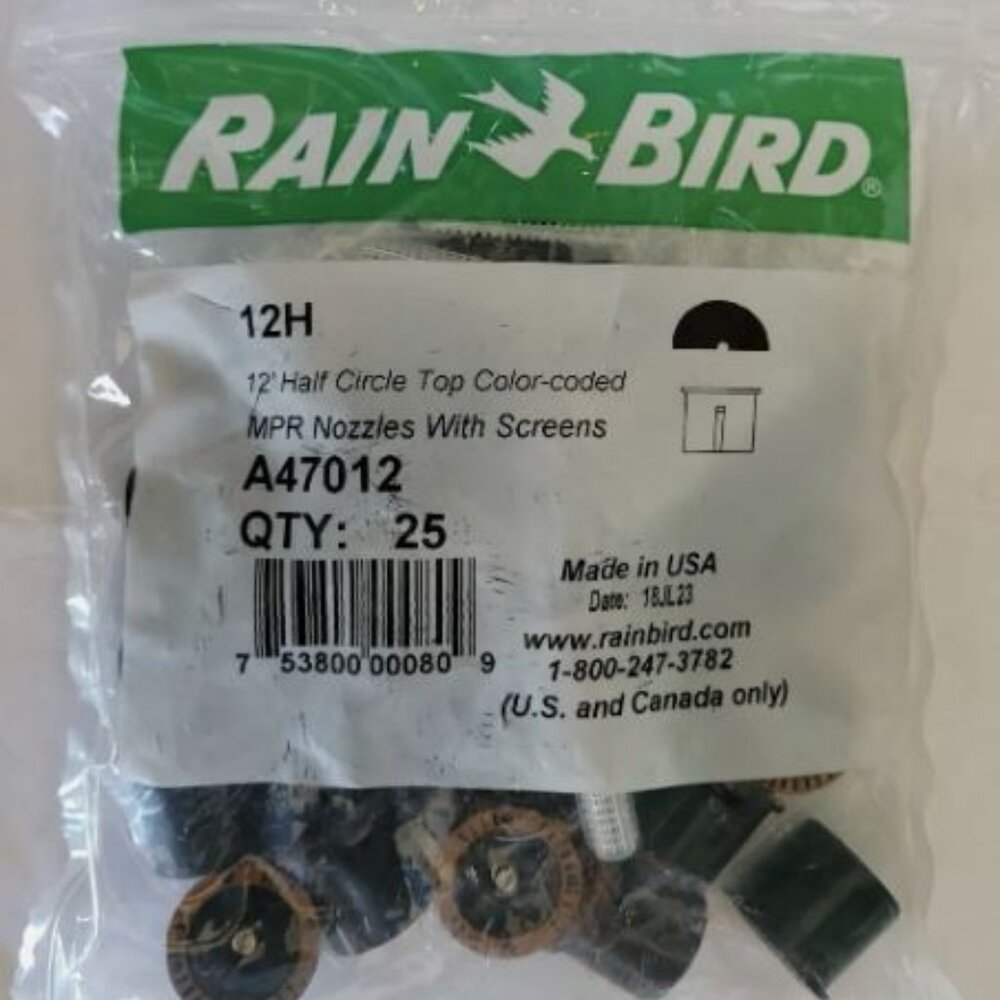 RAIN BIRD®
12H
12' Half Circle Top Color-coded
MPR Nozzles With Screens
A47012
QTY: 25
7 53800 00080 9
Made in USA
Date: 18JL23
www.rainbird.com
1-800-247-3782
(U.S. and Canada only)